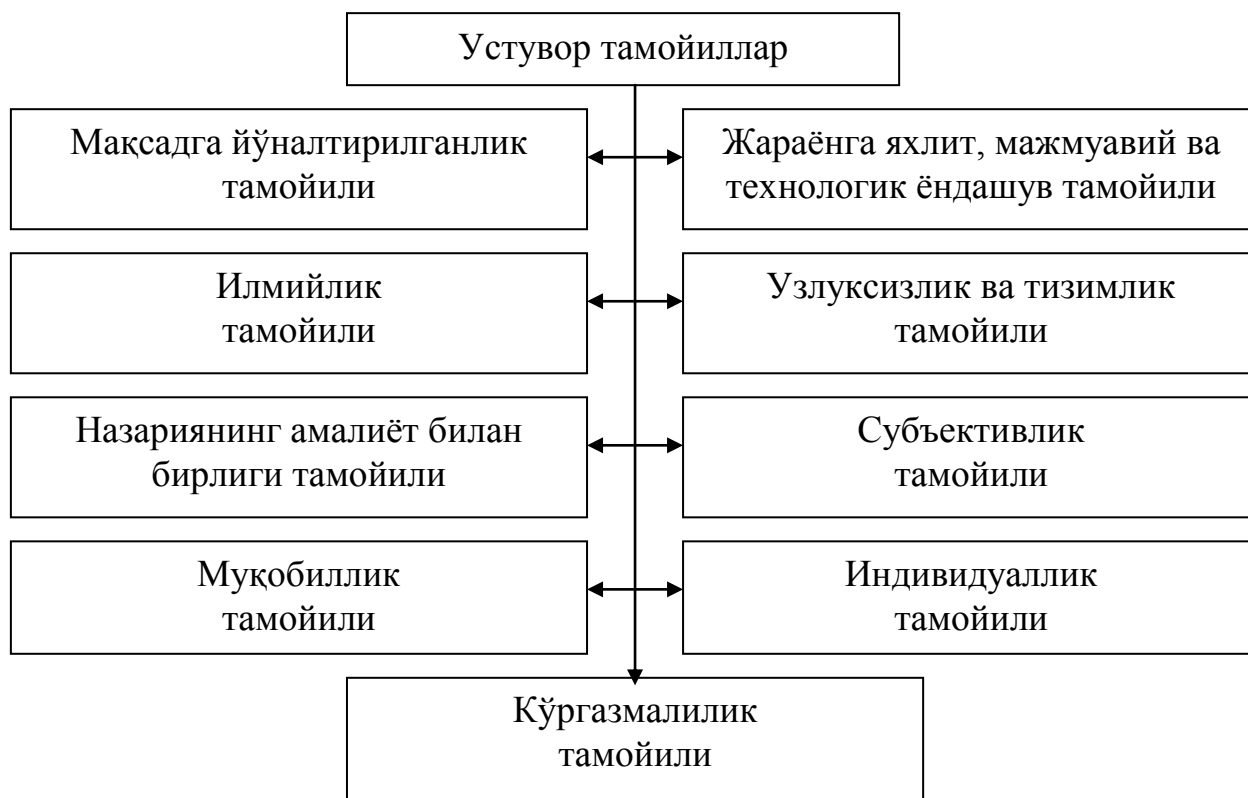 Устувор тамойиллар
Мақсадга йўналтирилганлик
тамойили
Жараёнга яхлит, мажмуавий ва
технологик ёндашув тамойили
Илмийлик
тамойили
Узлуксизлик ва тизимлик
тамойили
Назариянинг амалиёт билан
бирлиги тамойили
Субъективлик
тамойили
Муқобиллик
тамойили
Индивидуаллик
тамойили
Кўргазмалилик
тамойили